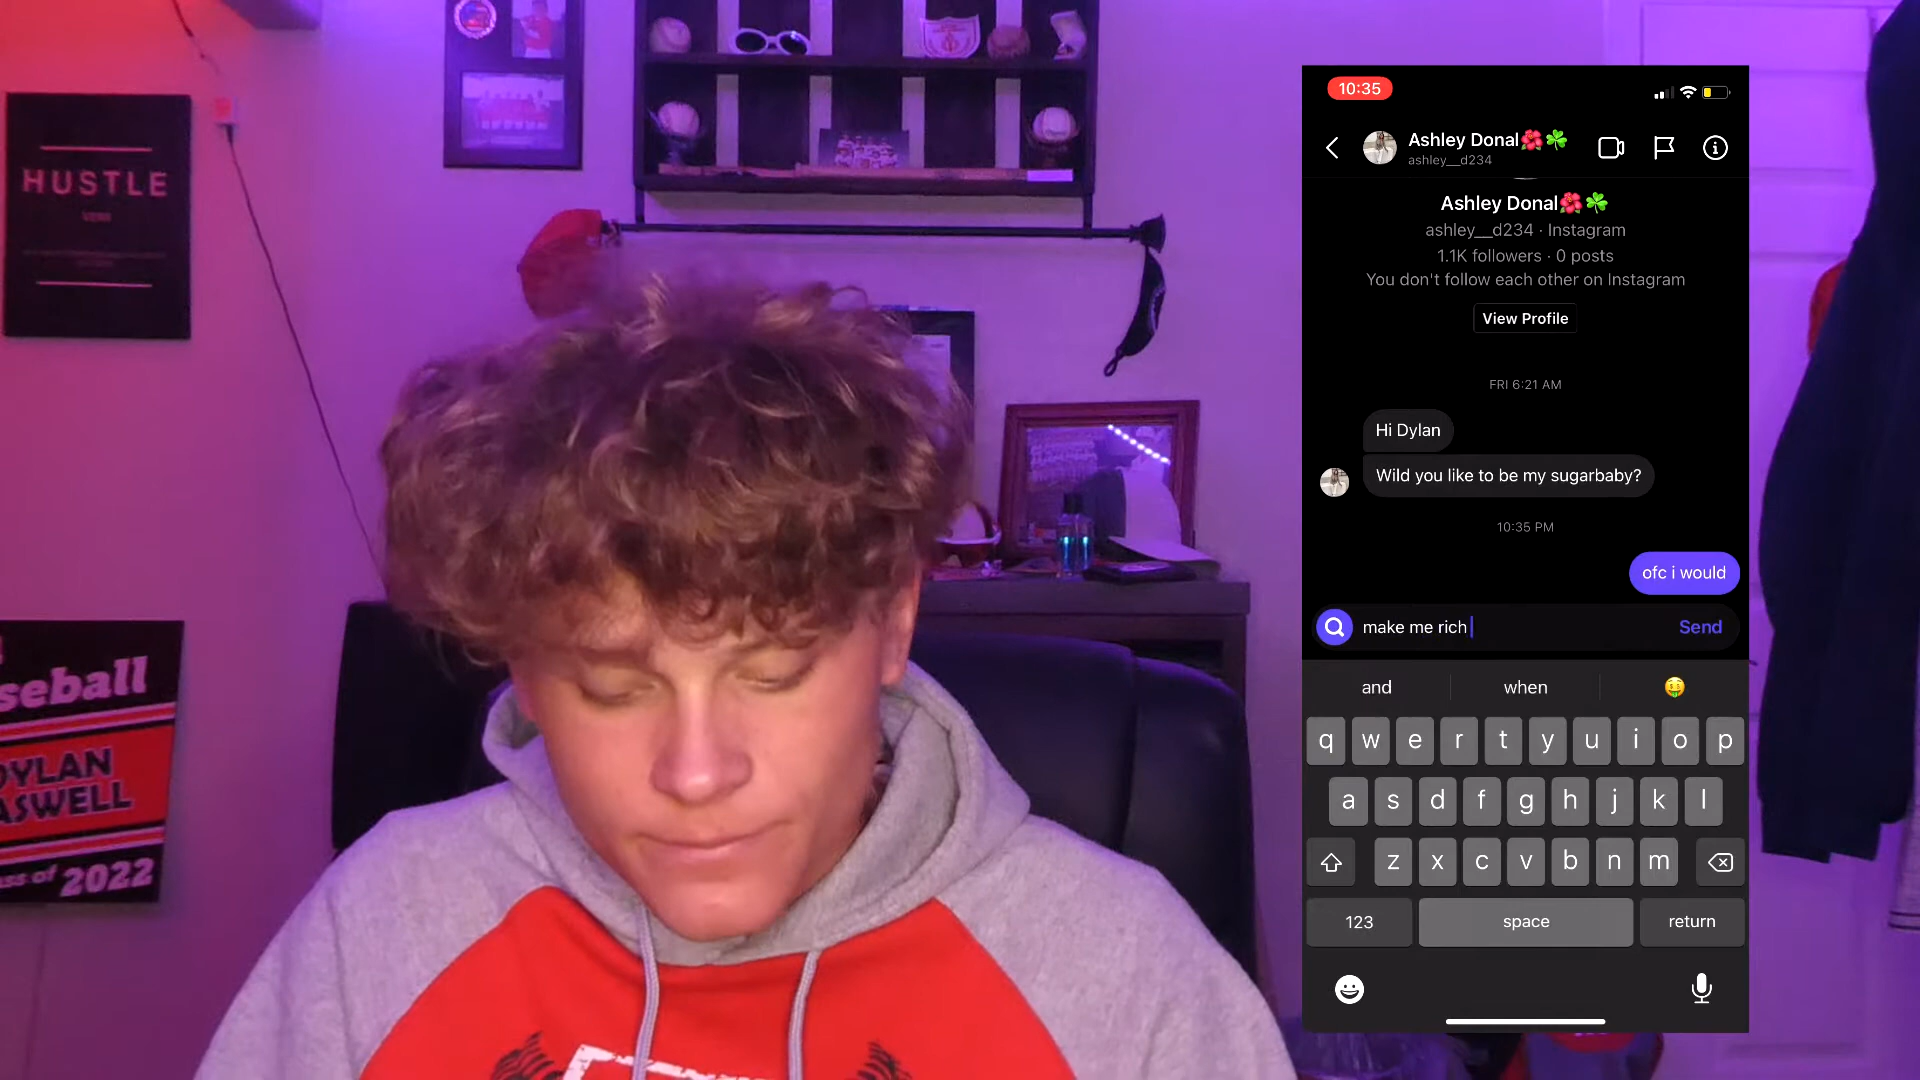 HUSTLE
seball
DYLAN
ASWELL
ass of 2022
10:35
Ashley Donal🌺☘️
ashley__d234
Ashley Donal🌺☘️
ashley__d234 · Instagram
1.1K followers · 0 posts
You don't follow each other on Instagram
View Profile
FRI 6:21 AM
Hi Dylan
Wild you like to be my sugarbaby?
10:35 PM
ofc i would
make me rich
Send
and when 🤑
q w e r t y u i o p
a s d f g h j k l
z x c v b n m
123 space return